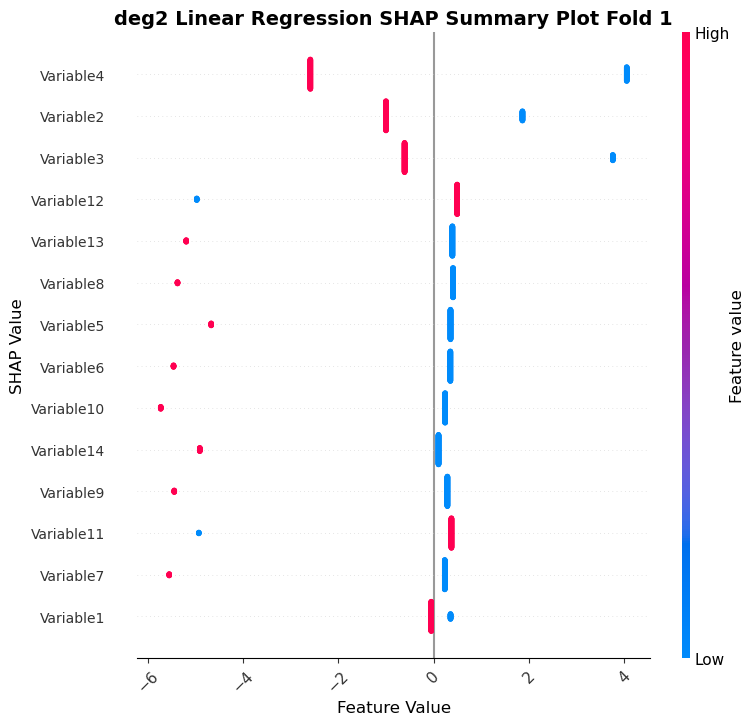 deg2 Linear Regression SHAP Summary Plot Fold 1
High
Variable4
Variable2
Variable3
Variable12
Variable13
Variable8
Variable5
Variable6
Variable10
Variable14
Variable9
Variable11
Variable7
Variable1
SHAP Value
Feature value
Low
−6
−4
−2
0
2
4
Feature Value